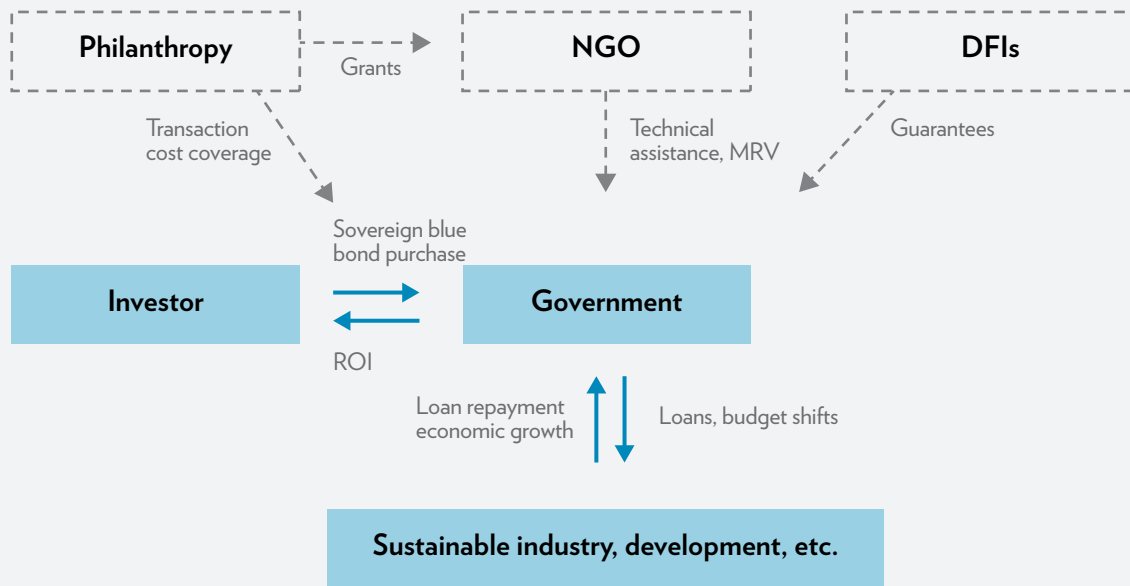 Philanthropy
Grants
NGO
DFIs
Transaction
cost coverage
Technical
assistance, MRV
Guarantees
Sovereign blue
bond purchase
Investor
Government
ROI
Loan repayment
economic growth
Loans, budget shifts
Sustainable industry, development, etc.